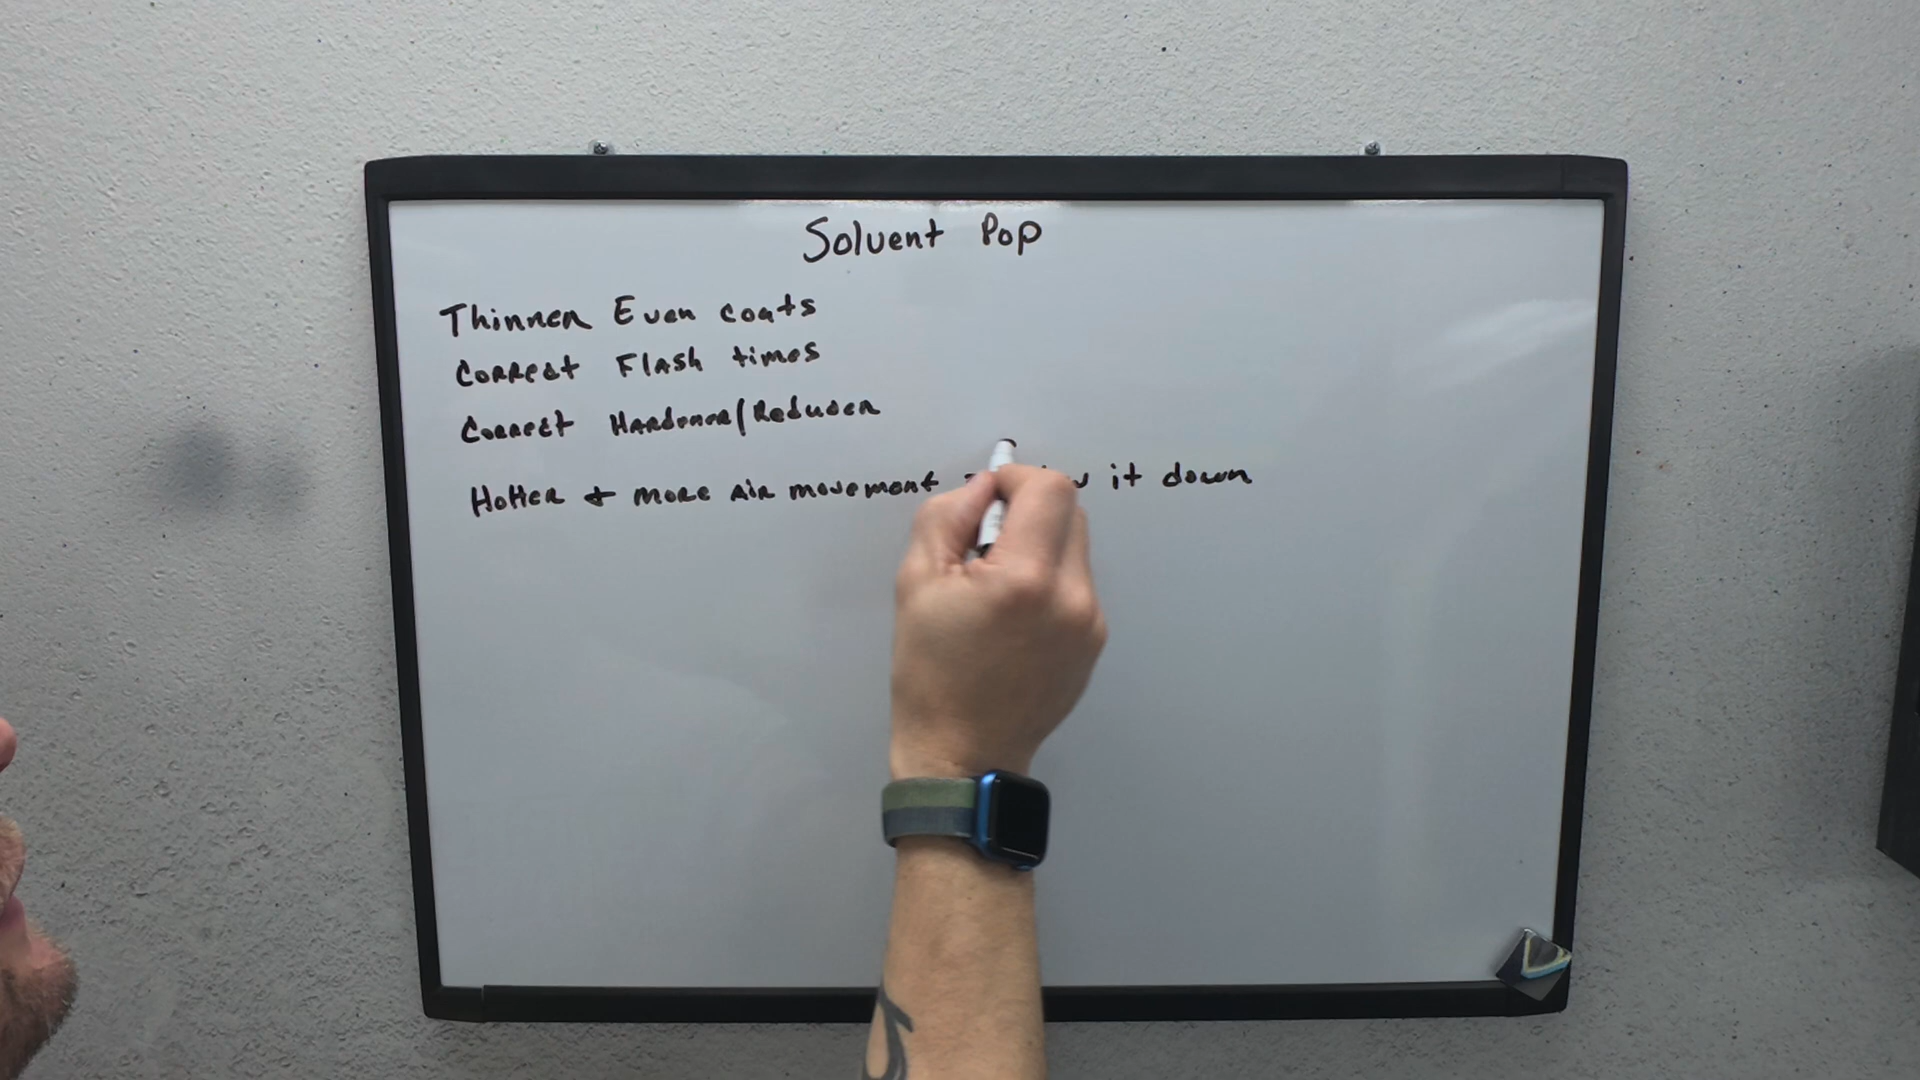 Solvent Pop
Thinner Even coats
Correct Flash times
Correct Hardener/Reducer
Hotter + more Air movement it down